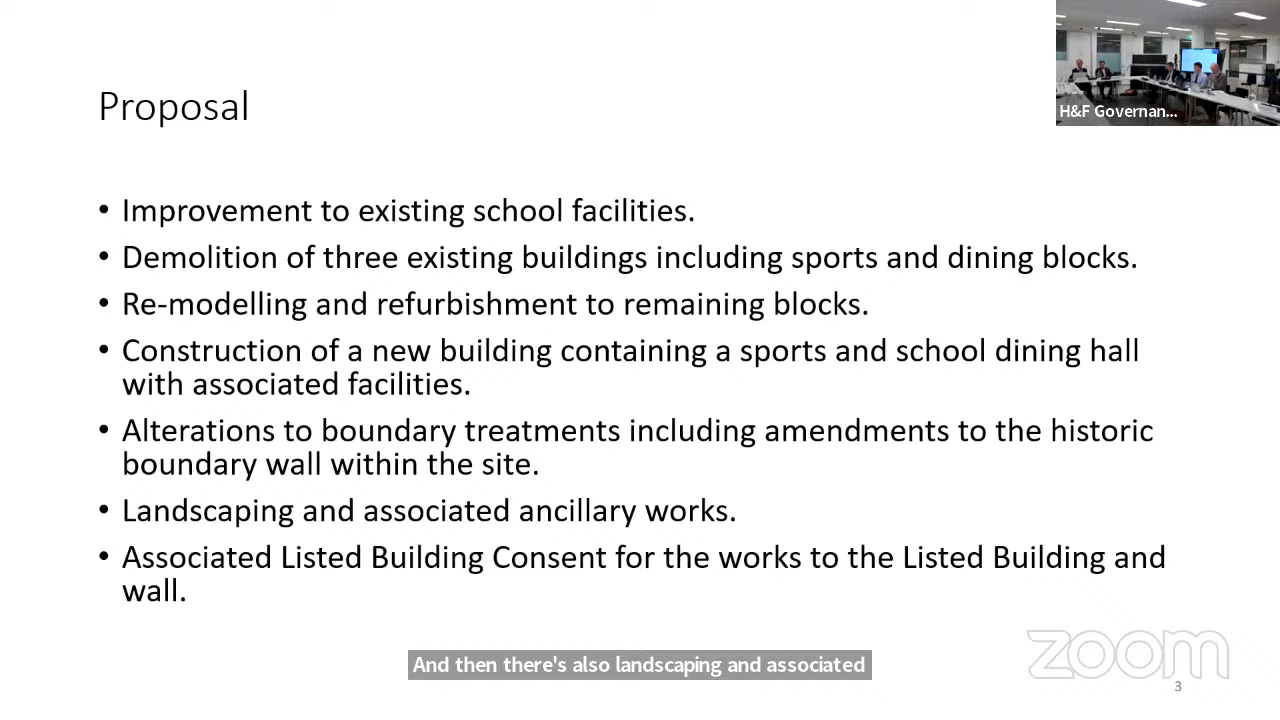 H&F Governan...
Proposal
• Improvement to existing school facilities.
• Demolition of three existing buildings including sports and dining blocks.
• Re-modelling and refurbishment to remaining blocks.
• Construction of a new building containing a sports and school dining hall
with associated facilities.
• Alterations to boundary treatments including amendments to the historic
boundary wall within the site.
• Landscaping and associated ancillary works.
• Associated Listed Building Consent for the works to the Listed Building and
wall.
And then there's also landscaping and associated
zoom
3